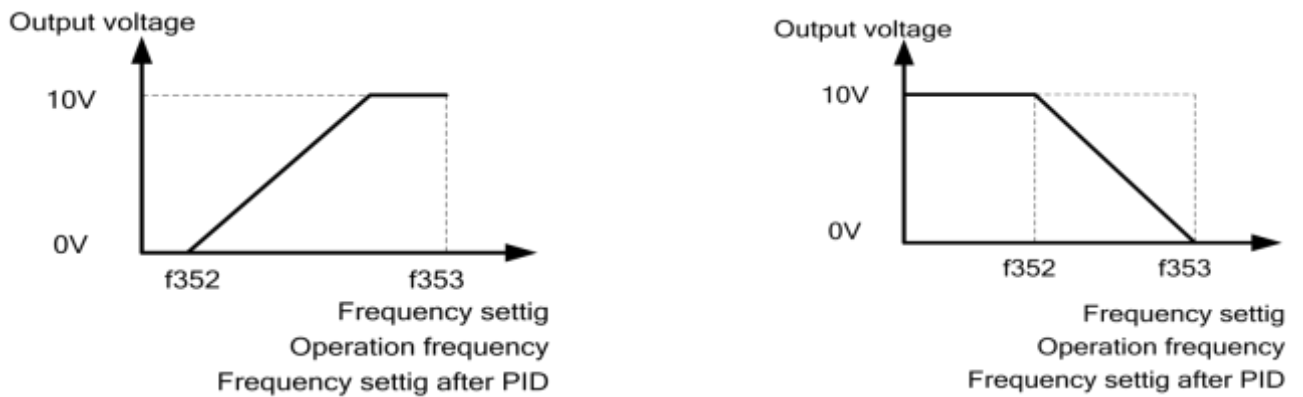 Output voltage
10V
0V
f352
f353
Frequency settig
Operation frequency
Frequency settig after PID
Output voltage
10V
0V
f352
f353
Frequency settig
Operation frequency
Frequency settig after PID